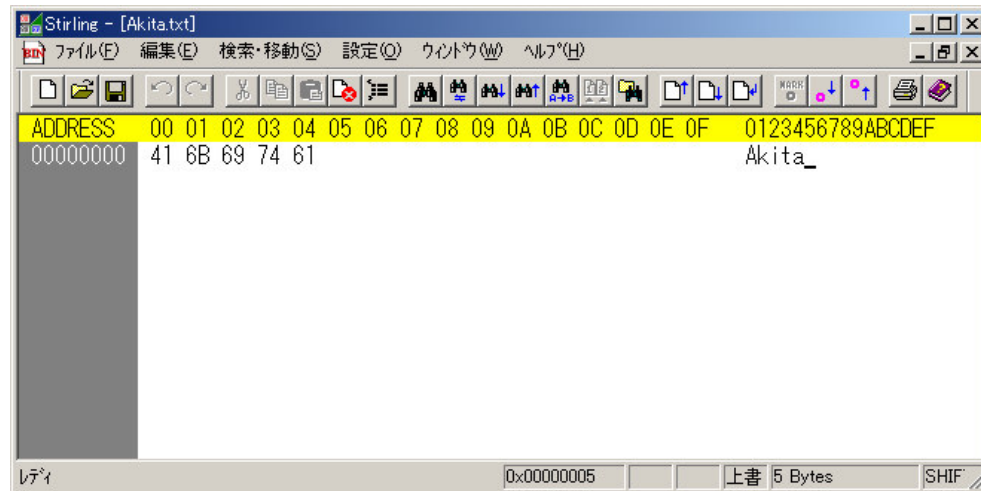 Stirling - [Akita.txt]
BIN ファイル(F) 編集(E) 検索・移動(S) 設定(O) ウィンドウ(W) ヘルプ(H)
A→B MARK
ADDRESS 00 01 02 03 04 05 06 07 08 09 0A 0B 0C 0D 0E 0F 0123456789ABCDEF
00000000 41 6B 69 74 61 Akita_
レディ 0x00000005 上書 5 Bytes SHIF